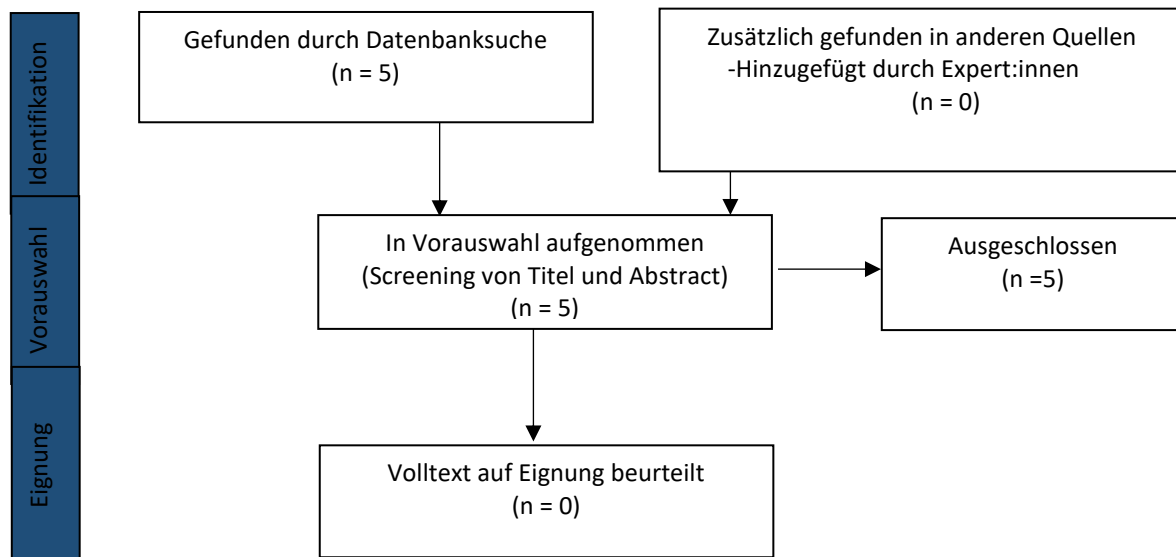 Identifikation
Gefunden durch Datenbanksuche
(n = 5)
Zusätzlich gefunden in anderen Quellen
-Hinzugefügt durch Expert:innen
(n = 0)
Vorauswahl
In Vorauswahl aufgenommen
(Screening von Titel und Abstract)
(n = 5)
Ausgeschlossen
(n =5)
Eignung
Volltext auf Eignung beurteilt
(n = 0)